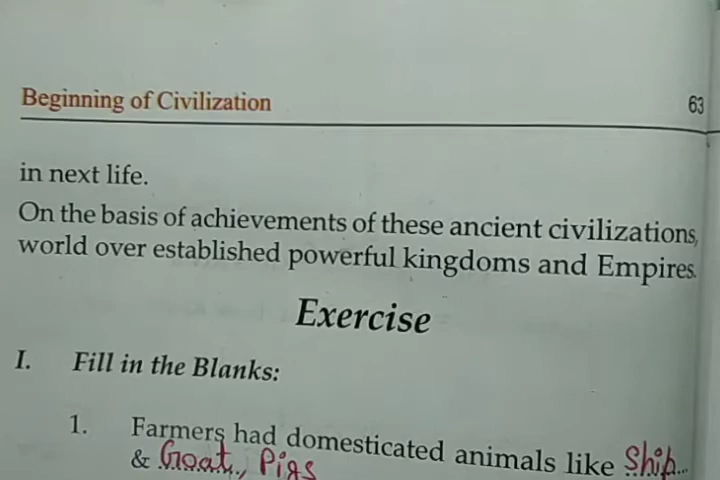 Beginning of Civilization 63
in next life.
On the basis of achievements of these ancient civilizations,
world over established powerful kingdoms and Empires.
Exercise
I. Fill in the Blanks:
1. Farmers had domesticated animals like Ship...
& Goat.., Pigs